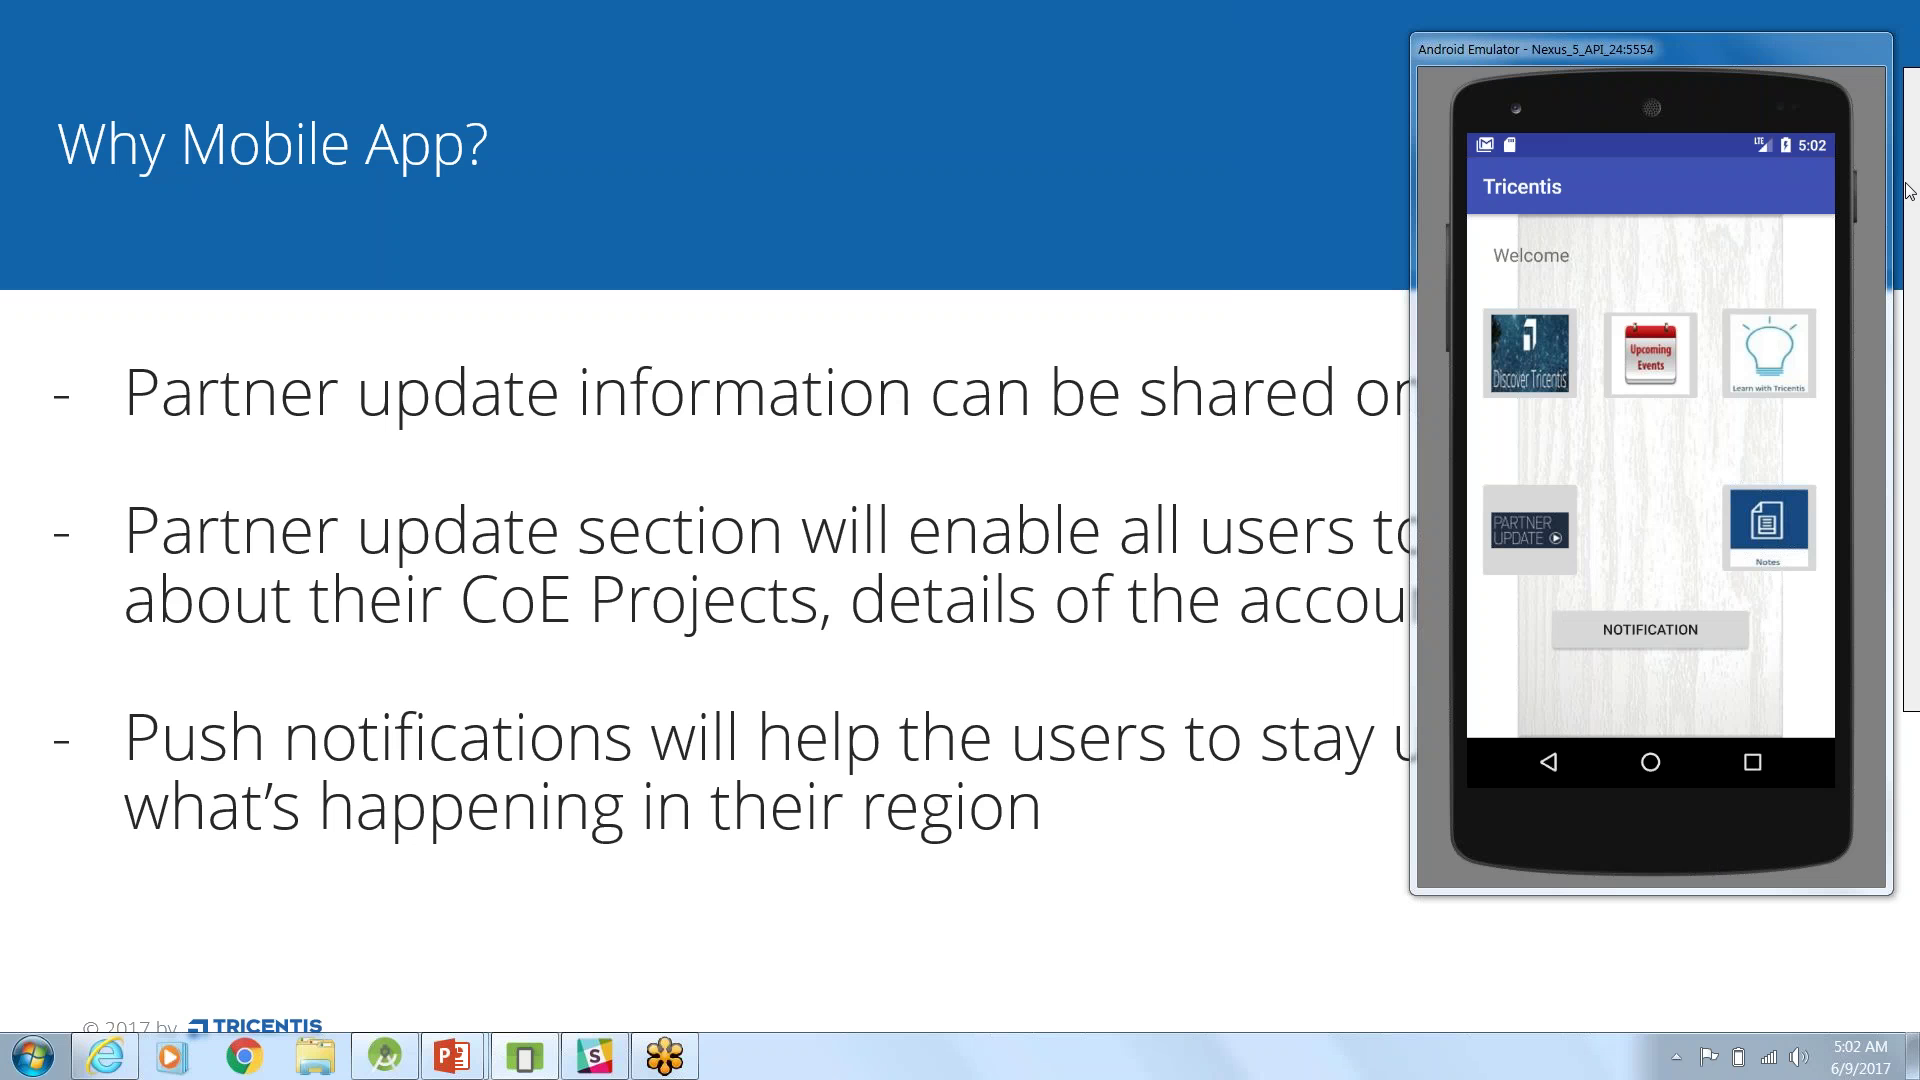 Why Mobile App?
- Partner update information can be shared
- Partner update section will enable all users
about their CoE Projects, details of the
- Push notifications will help the users to stay
what’s happening in their region
© 2017 by TRICENTIS
Android Emulator - Nexus_5_API_24:5554
LTE 5:02
Tricentis
Welcome
Discover Tricentis
Upcoming
Events
Learn with Tricentis
PARTNER
UPDATE
Notes
NOTIFICATION
5:02 AM
6/9/2017